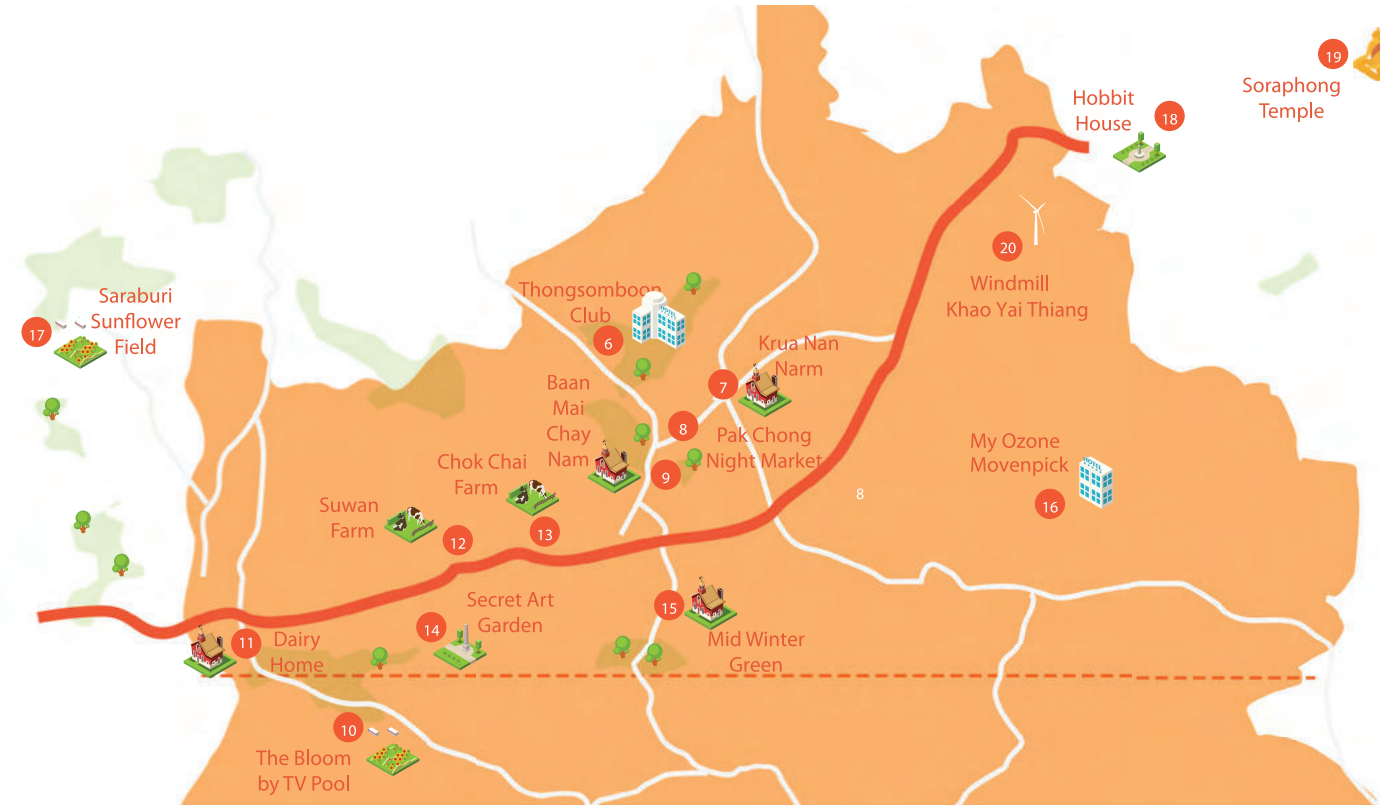 19
Soraphong
Temple
Hobbit
House
18
20
Windmill
Khao Yai Thiang
Saraburi
Sunflower
Field
17
Thongsomboon
Club
6
HOTEL
Krua Nan
Narm
7
Baan
Mai
Chay
Nam
8
Pak Chong
Night Market
9
8
My Ozone
Movenpick
HOTEL
16
Chok Chai
Farm
13
Suwan
Farm
12
Secret Art
Garden
14
15
Mid Winter
Green
11
Dairy
Home
10
The Bloom
by TV Pool